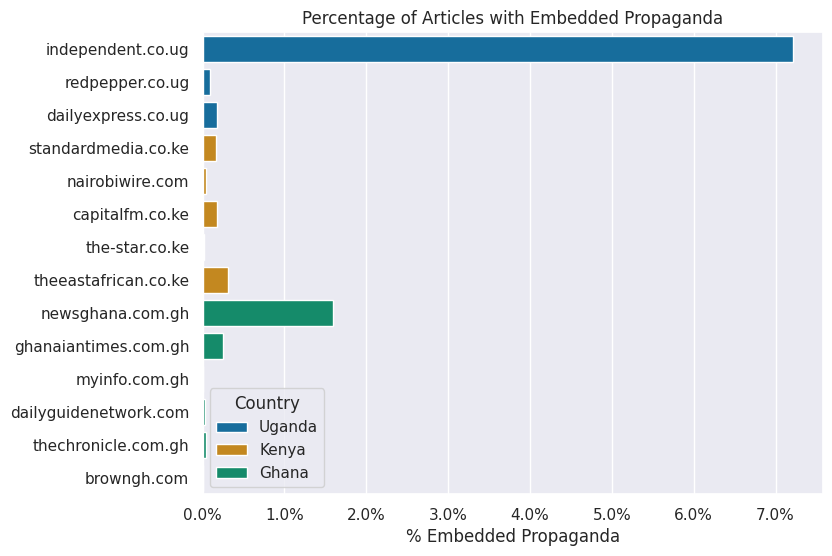 Percentage of Articles with Embedded Propaganda
independent.co.ug
redpepper.co.ug
dailyexpress.co.ug
standardmedia.co.ke
nairobiwire.com
capitalfm.co.ke
the-star.co.ke
theeastafrican.co.ke
newsghana.com.gh
ghanaiantimes.com.gh
myinfo.com.gh
dailyguidenetwork.com
thechronicle.com.gh
browngh.com
Country
Uganda
Kenya
Ghana
0.0% 1.0% 2.0% 3.0% 4.0% 5.0% 6.0% 7.0%
% Embedded Propaganda